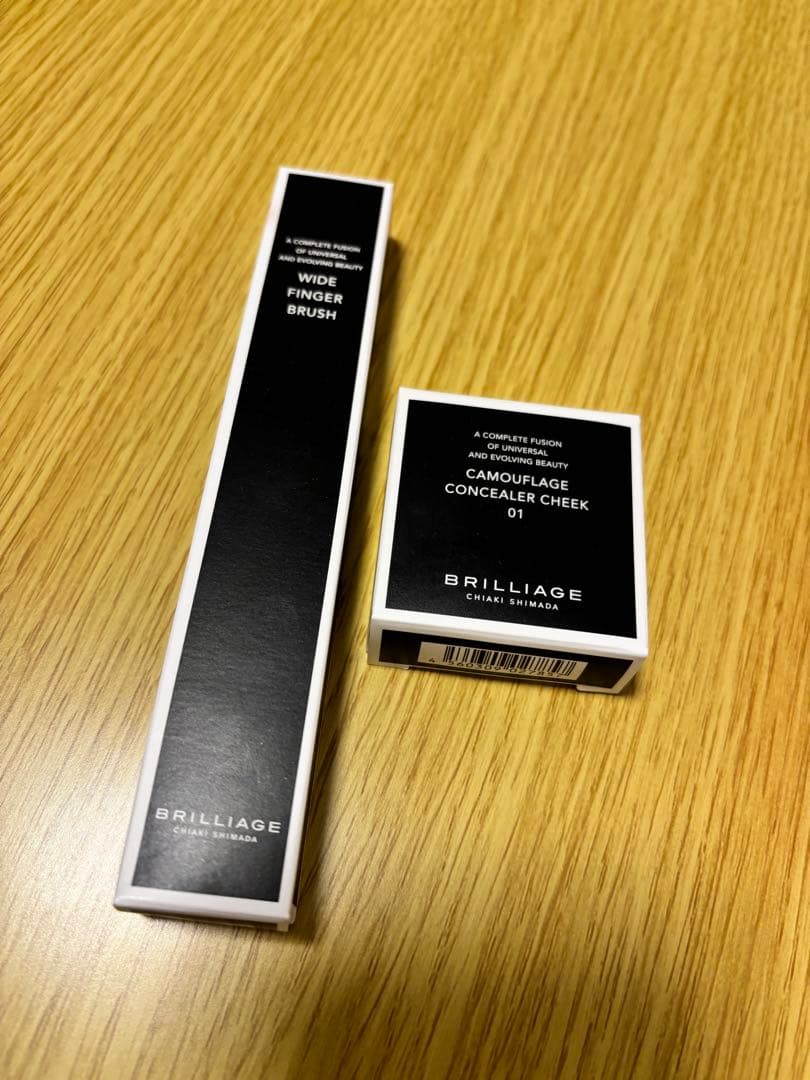 A COMPLETE FUSION
OF UNIVERSAL
AND EVOLVING BEAUTY
WIDE
FINGER
BRUSH
BRILLIAGE
CHIAKI SHIMADA
A COMPLETE FUSION
OF UNIVERSAL
AND EVOLVING BEAUTY
CAMOUFLAGE
CONCEALER CHEEK
01
BRILLIAGE
CHIAKI SHIMADA